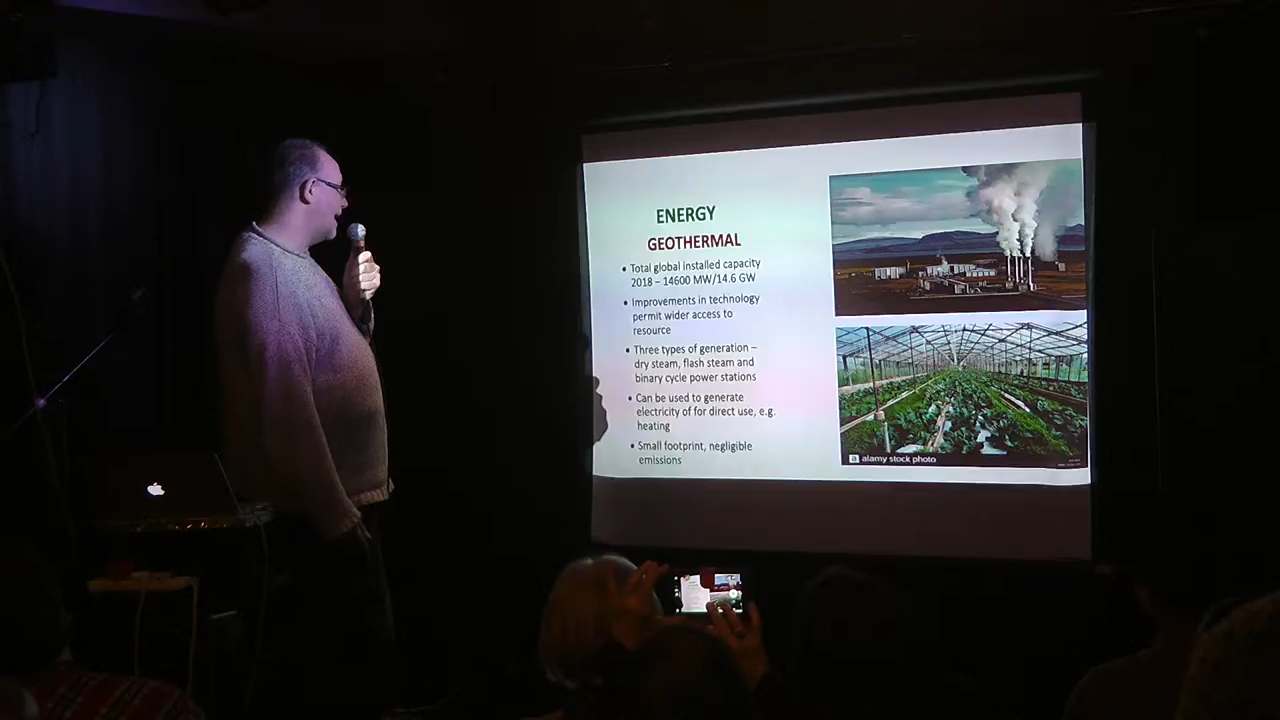 ENERGY
GEOTHERMAL
• Total global installed capacity
2018 – 14600 MW/14.6 GW
• Improvements in technology
permit wider access to
resource
• Three types of generation –
dry steam, flash steam and
binary cycle power stations
• Can be used to generate
electricity of for direct use, e.g.
heating
• Small footprint, negligible
emissions
a alamy stock photo